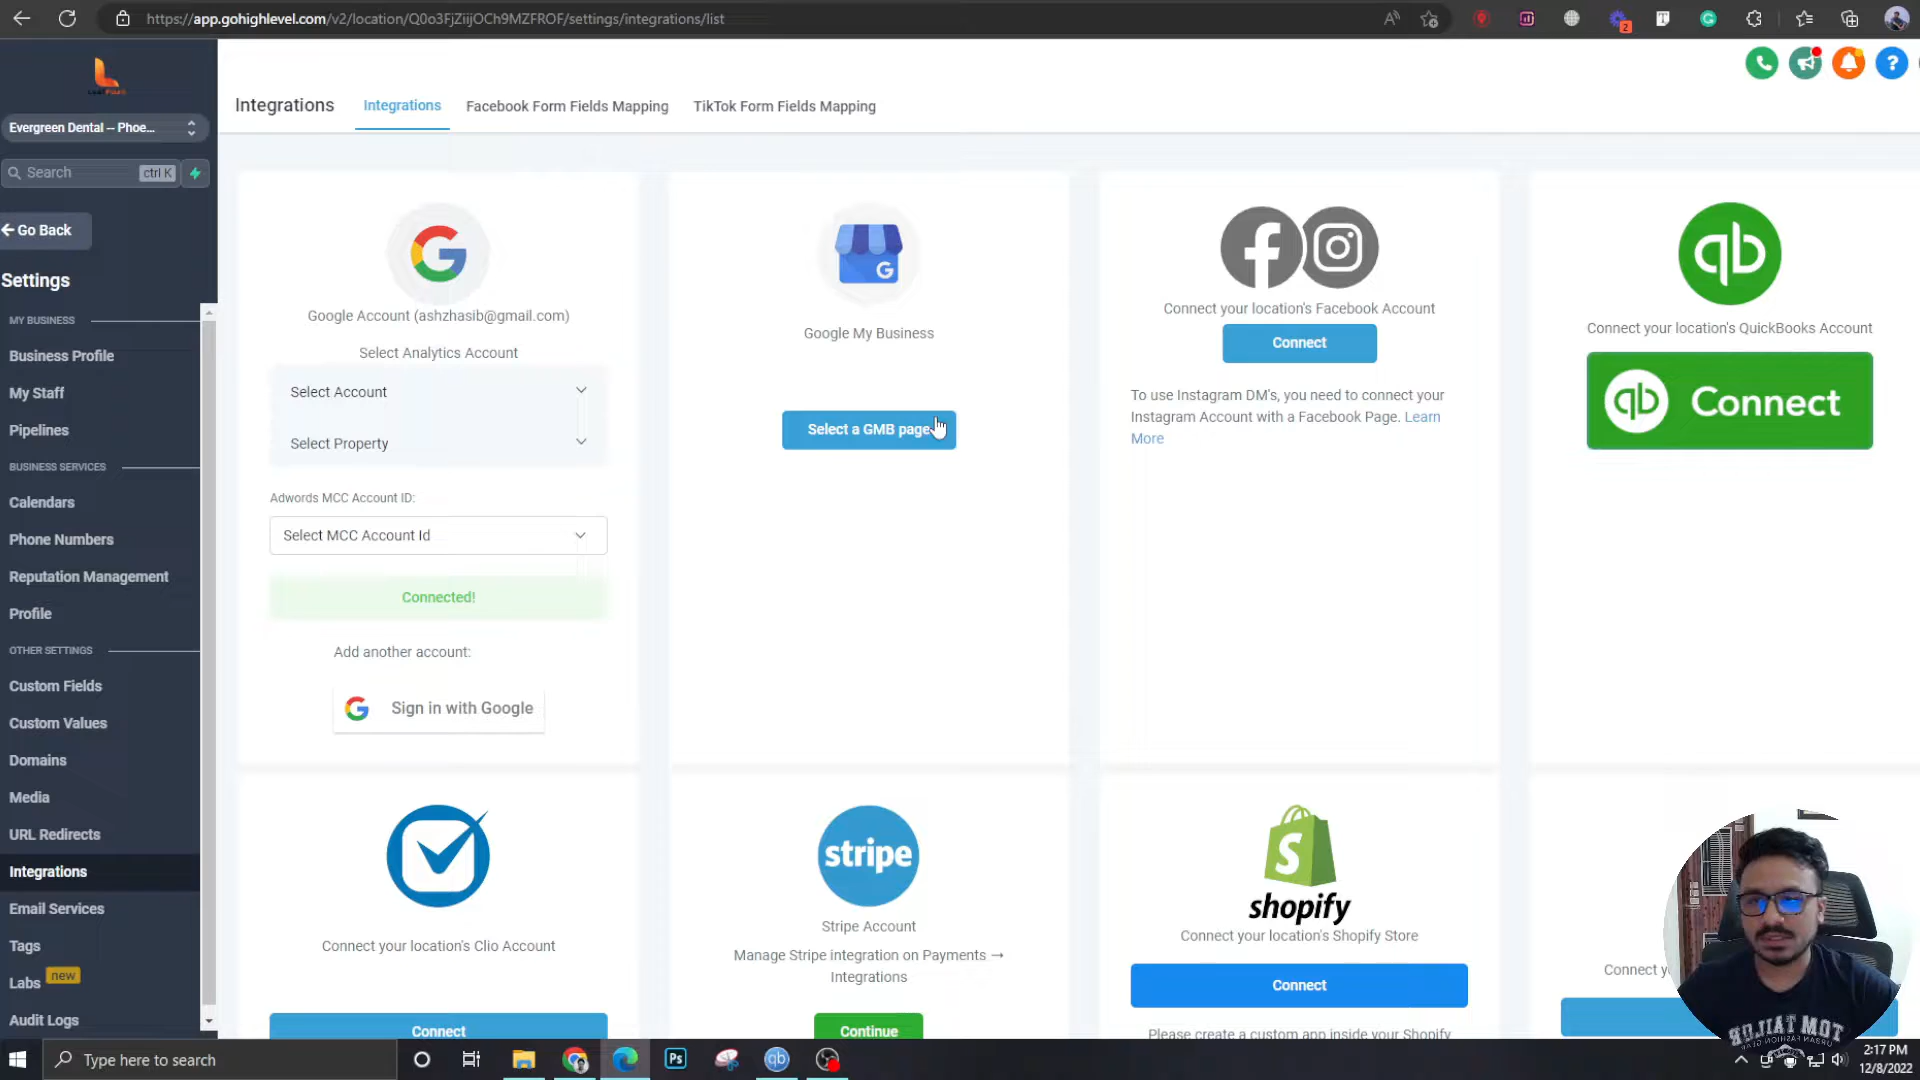 https://app.gohighlevel.com/v2/location/Q0o3FjZiijOCh9MZFROF/settings/integrations/list
2
Evergreen Dental – Phoe...
Search
ctrl K
Go Back
Settings
MY BUSINESS
Business Profile
My Staff
Pipelines
BUSINESS SERVICES
Calendars
Phone Numbers
Reputation Management
Profile
OTHER SETTINGS
Custom Fields
Custom Values
Domains
Media
URL Redirects
Integrations
Email Services
Tags
Labs new
Audit Logs
Integrations
Integrations
Facebook Form Fields Mapping
TikTok Form Fields Mapping
Google Account (ashzhasib@gmail.com)
Select Analytics Account
Select Account
Select Property
Adwords MCC Account ID:
Select MCC Account Id
Connected!
Add another account:
Sign in with Google
Google My Business
Select a GMB page
Connect your location's Facebook Account
Connect
To use Instagram DM's, you need to connect your
Instagram Account with a Facebook Page. Learn
More
qb
Connect your location's QuickBooks Account
qb Connect
Connect your location's Clio Account
Connect
stripe
Stripe Account
Manage Stripe integration on Payments →
Integrations
Continue
shopify
Connect your location's Shopify Store
Connect
Please create a custom app inside your Shopify
TOM TAILOR
Type here to search
Ps
qb
2:17 PM
12/8/2022